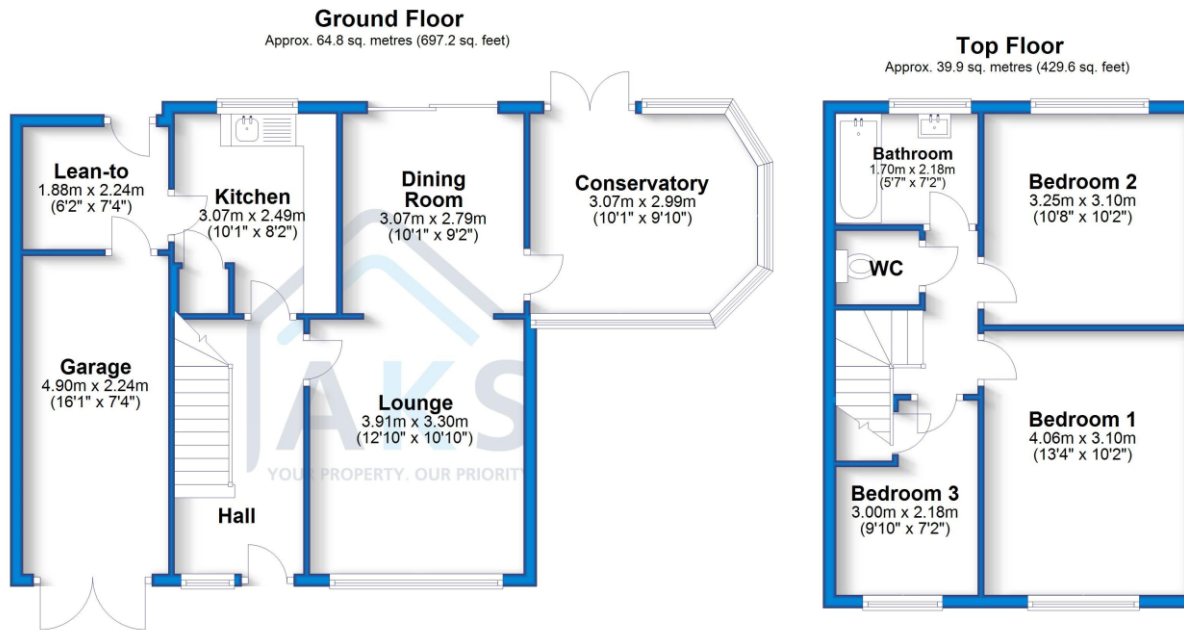 Ground Floor
Approx. 64.8 sq. metres (697.2 sq. feet)
Lean-to
1.88m x 2.24m
(6'2" x 7'4")
Kitchen
3.07m x 2.49m
(10'1" x 8'2")
Dining
Room
3.07m x 2.79m
(10'1" x 9'2")
Conservatory
3.07m x 2.99m
(10'1" x 9'10")
Garage
4.90m x 2.24m
(16'1" x 7'4")
Lounge
3.91m x 3.30m
(12'10" x 10'10")
Hall
AKS
YOUR PROPERTY. OUR PRIORITY
Top Floor
Approx. 39.9 sq. metres (429.6 sq. feet)
Bathroom
1.70m x 2.18m
(5'7" x 7'2")
Bedroom 2
3.25m x 3.10m
(10'8" x 10'2")
WC
Bedroom 1
4.06m x 3.10m
(13'4" x 10'2")
Bedroom 3
3.00m x 2.18m
(9'10" x 7'2")